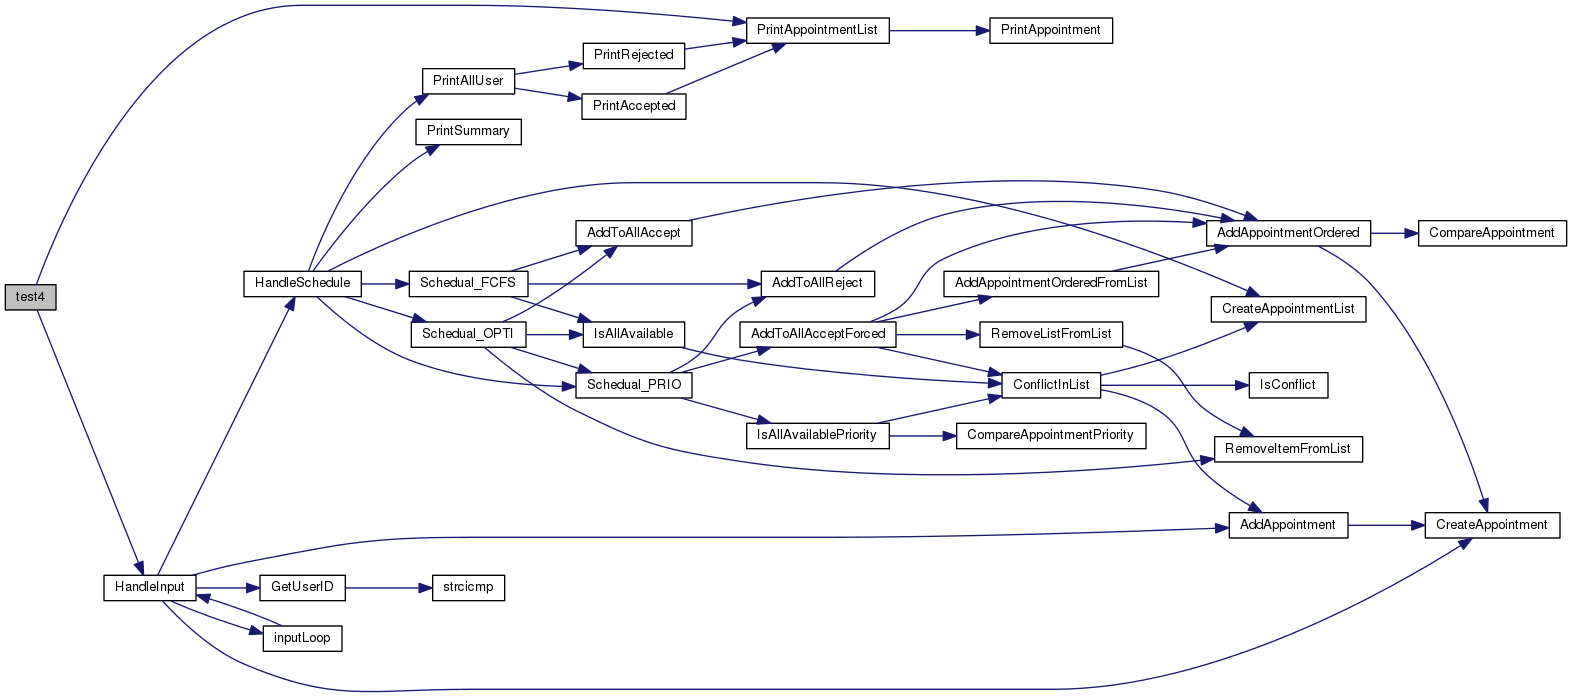 PrintAppointmentList
PrintAppointment
PrintRejected
PrintAllUser
PrintAccepted
PrintSummary
AddToAllAccept
AddAppointmentOrdered
CompareAppointment
HandleSchedule
Schedual_FCFS
AddToAllReject
AddAppointmentOrderedFromList
test4
CreateAppointmentList
Schedual_OPTI
IsAllAvailable
AddToAllAcceptForced
RemoveListFromList
Schedual_PRIO
ConflictInList
IsConflict
IsAllAvailablePriority
CompareAppointmentPriority
RemoveItemFromList
AddAppointment
CreateAppointment
HandleInput
GetUserID
strcicmp
inputLoop